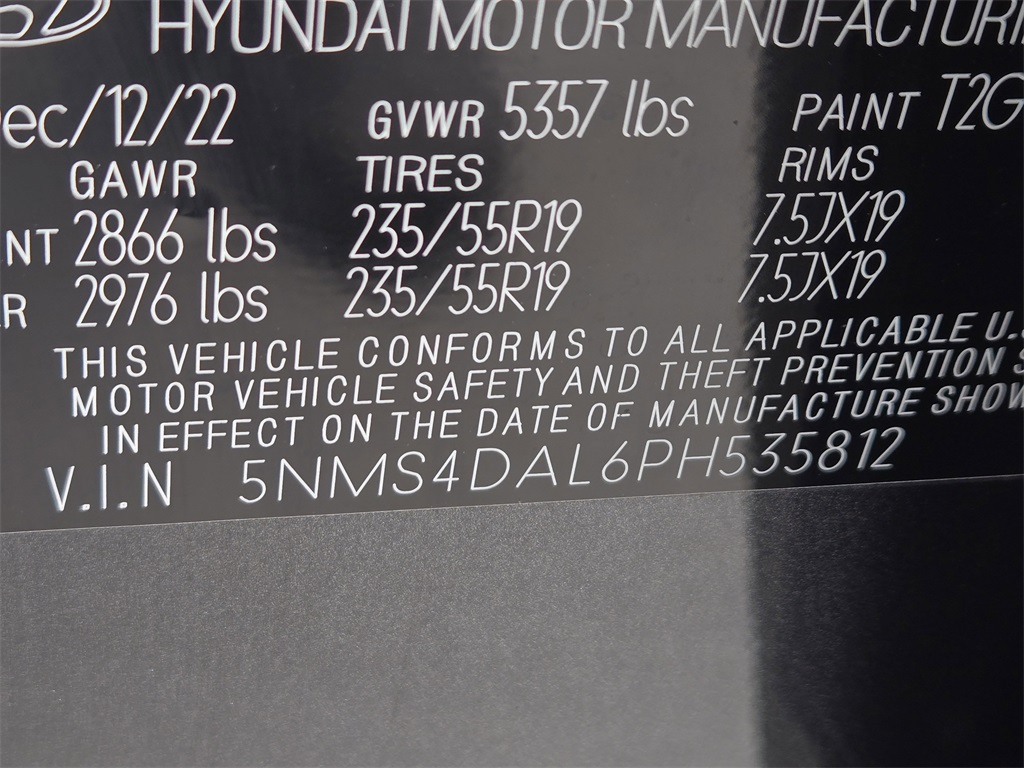 HYUNDAI MOTOR MANUFACTURI
Dec/12/22 GVWR 5357 lbs PAINT T2G
GAWR TIRES RIMS
NT 2866 lbs 235/55R19 7.5JX19
R 2976 lbs 235/55R19 7.5JX19
THIS VEHICLE CONFORMS TO ALL APPLICABLE U.S
MOTOR VEHICLE SAFETY AND THEFT PREVENTION S
IN EFFECT ON THE DATE OF MANUFACTURE SHOW
V.I.N 5NMS4DAL6PH535812